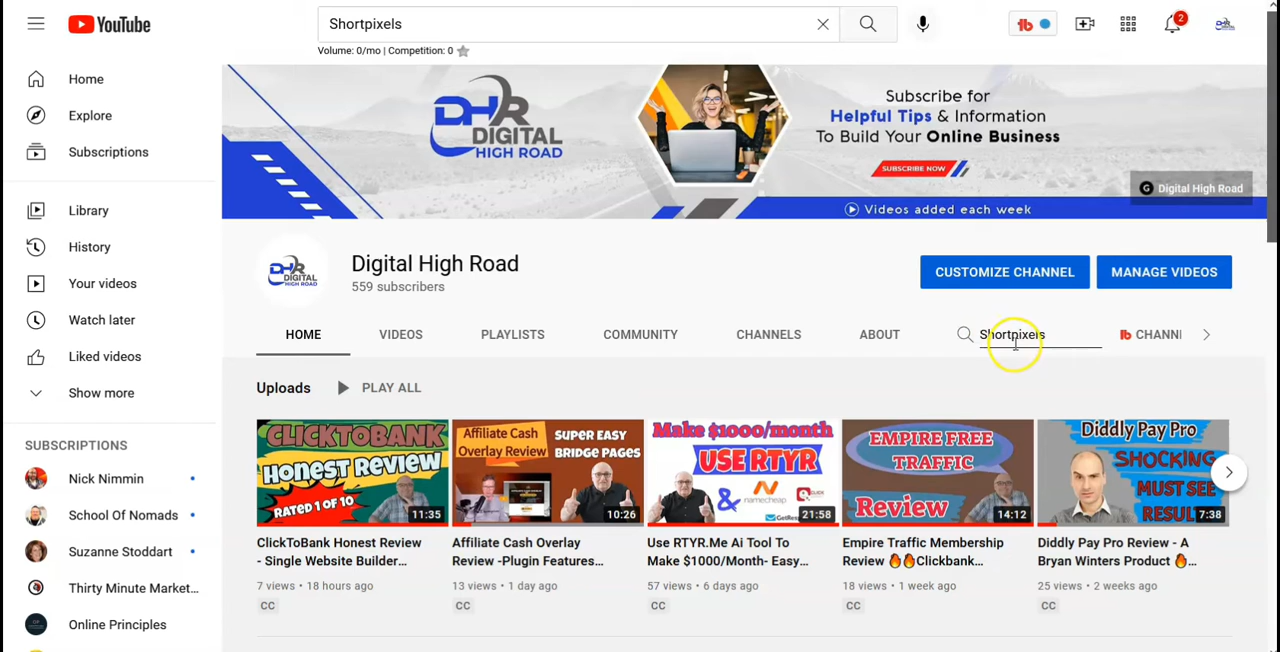 YouTube
Shortpixels
2
Volume: 0/mo | Competition: 0
Home
Explore
Subscriptions
Library
History
Your videos
Watch later
Liked videos
Show more
SUBSCRIPTIONS
Nick Nimmin
School Of Nomads
Suzanne Stoddart
Thirty Minute Market...
Online Principles
DHR
DIGITAL
HIGH ROAD
Subscribe for
Helpful Tips & Information
To Build Your Online Business
SUBSCRIBE NOW
G Digital High Road
Videos added each week
DHR
DIGITAL
HIGH ROAD
Digital High Road
559 subscribers
CUSTOMIZE CHANNEL
MANAGE VIDEOS
HOME
VIDEOS
PLAYLISTS
COMMUNITY
CHANNELS
ABOUT
Shortpixels
tb CHANN
Uploads
PLAY ALL
CLICKTOBANK
HONEST REVIEW
RATED 1 OF 10
11:35
ClickToBank Honest Review
- Single Website Builder...
7 views • 18 hours ago
CC
Affiliate Cash
Overlay Review
SUPER EASY
BRIDGE PAGES
10:26
Affiliate Cash Overlay
Review -Plugin Features...
13 views • 1 day ago
CC
Make $1000/month
USE RTYR
&
namecheap
21:58
Use RTYR.Me Ai Tool To
Make $1000/Month- Easy...
57 views • 6 days ago
CC
EMPIRE FREE
TRAFFIC
Review
14:12
Empire Traffic Membership
Review 🔥🔥Clickbank...
18 views • 1 week ago
CC
Diddly Pay Pro
SHOCKING
MUST SEE
RESUL
7:38
Diddly Pay Pro Review - A
Bryan Winters Product 🔥...
25 views • 2 weeks ago
CC